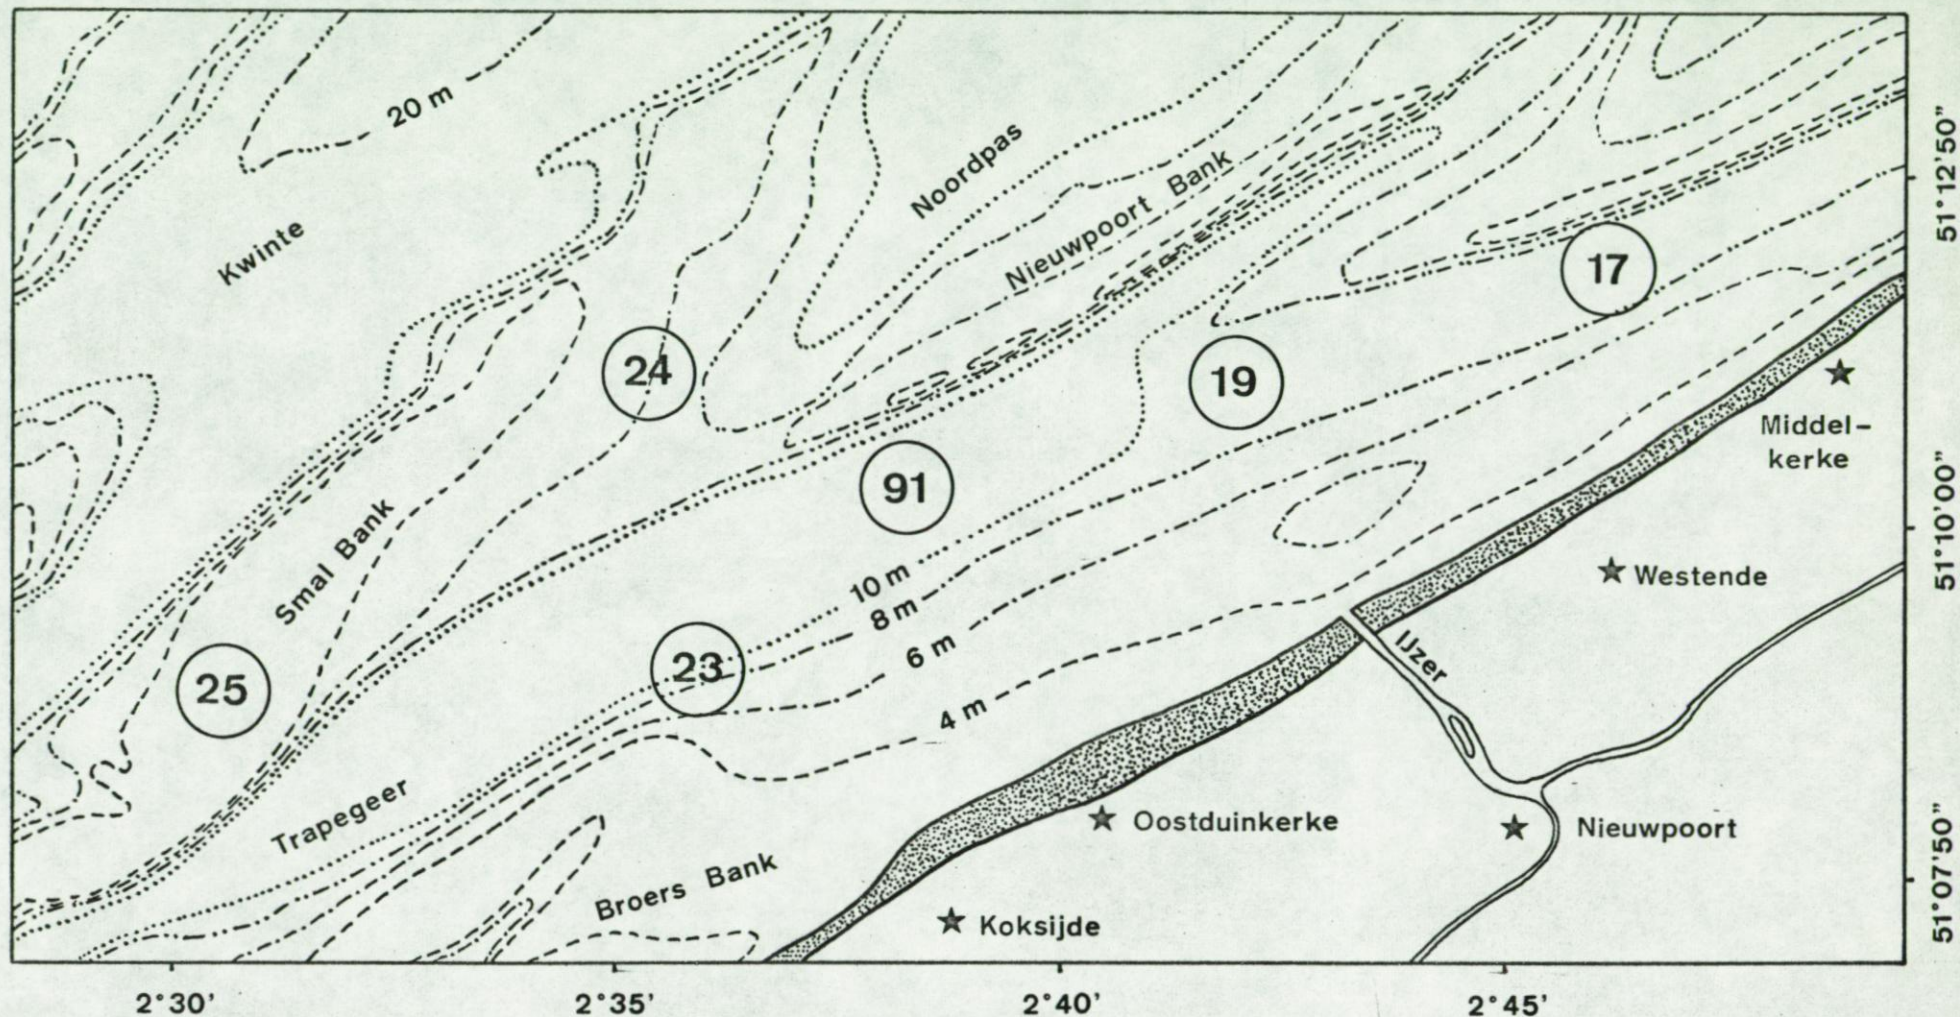 20 m
Noordpas
Nieuwpoort Bank
Kwinte
17
24
19
91
Middel-
kerke
Smal Bank
10 m
8 m
6 m
4 m
Westende
IJzer
23
25
Trapegeer
Oostduinkerke
Nieuwpoort
Broers Bank
Koksijde
51°12'50"
51°10'00"
51°07'50"
2°30'
2°35'
2°40'
2°45'